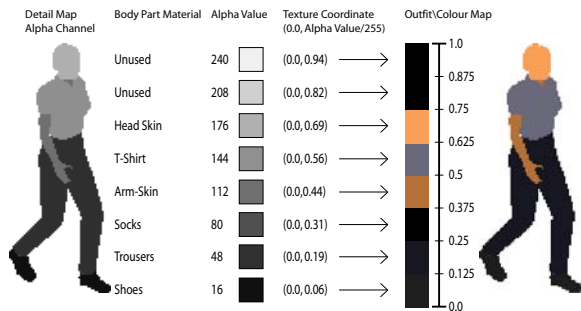 Detail Map Body Part Material Alpha Value Texture Coordinate Outfit\Colour Map
Alpha Channel (0.0, Alpha Value/255)
1.0
Unused 240 (0.0, 0.94)
0.875
Unused 208 (0.0, 0.82)
0.75
Head Skin 176 (0.0, 0.69)
0.625
T-Shirt 144 (0.0, 0.56)
0.5
Arm-Skin 112 (0.0,0.44)
0.375
Socks 80 (0.0, 0.31)
0.25
Trousers 48 (0.0, 0.19)
0.125
Shoes 16 (0.0, 0.06)
0.0